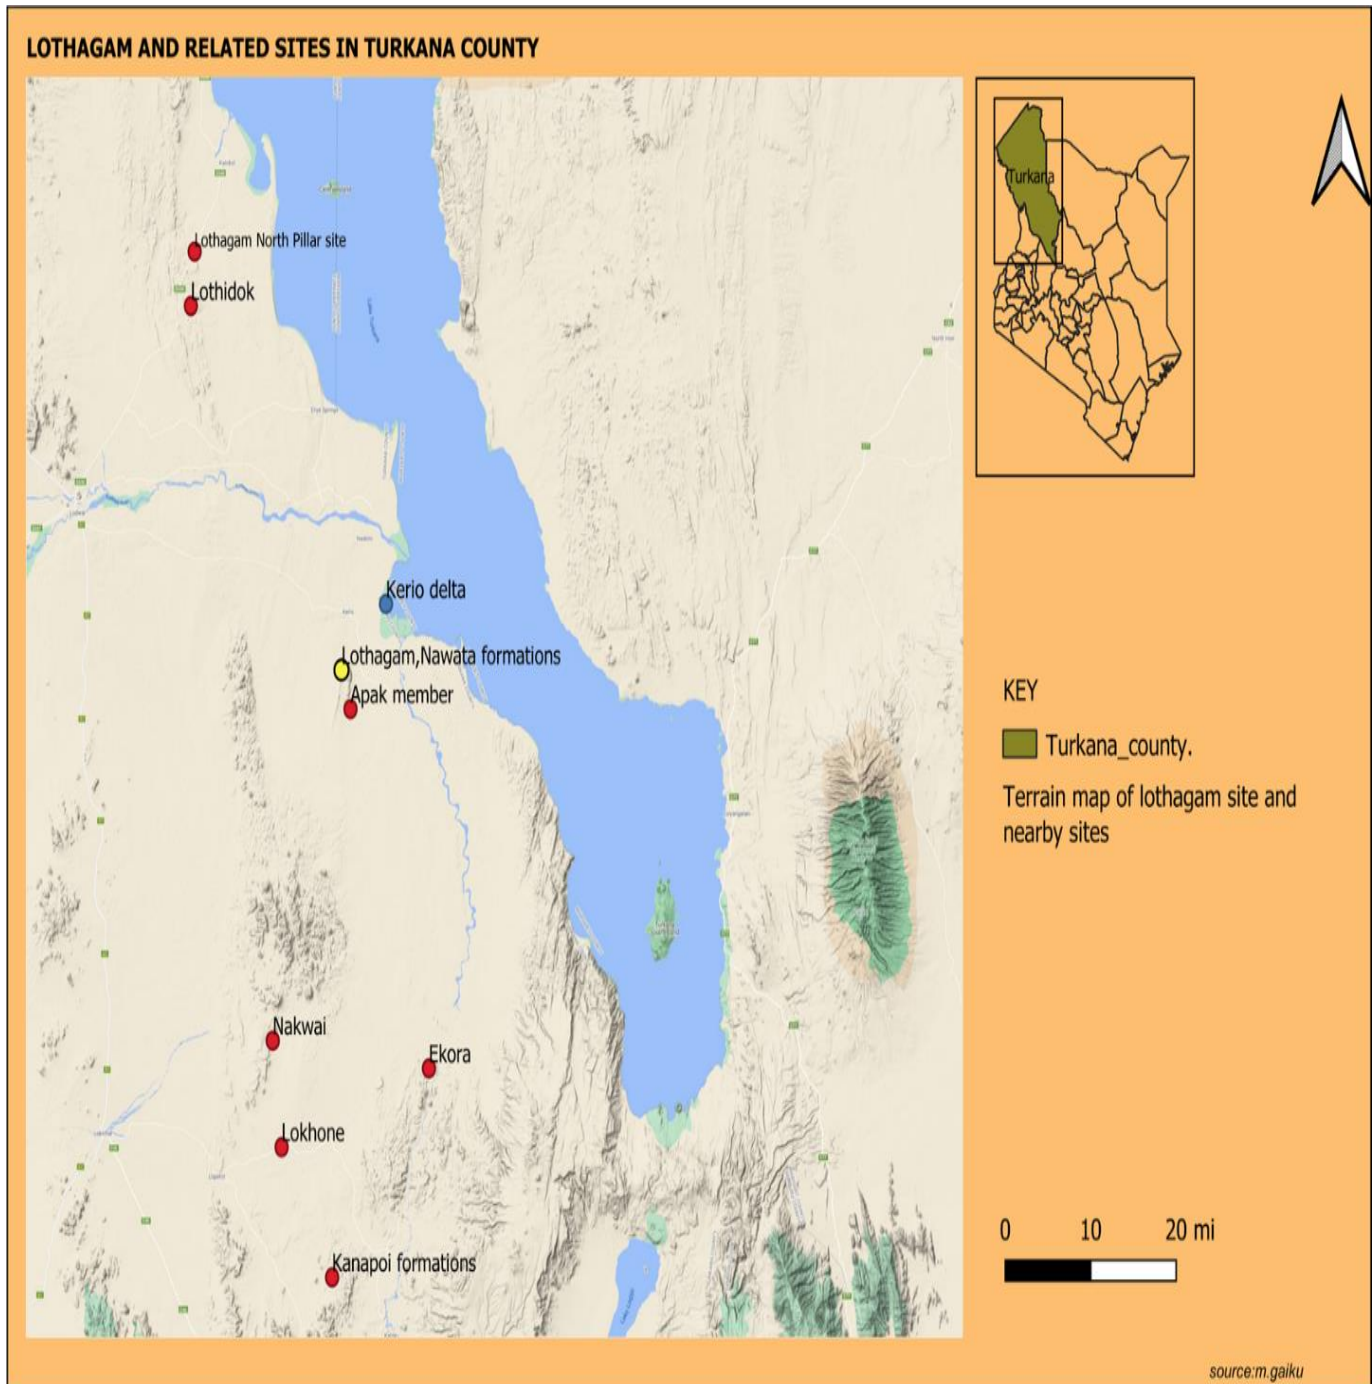 LOTHAGAM AND RELATED SITES IN TURKANA COUNTY
Turkana
Lothagam North Pillar site
Lothidok
Lake Turkana
Kerio delta
Lothagam,Nawata formations
Apak member
Nakwai
Ekora
Lokhone
Kanapoi formations
KEY
Turkana_county.
Terrain map of lothagam site and
nearby sites
0 10 20 mi
source:m.gaiku